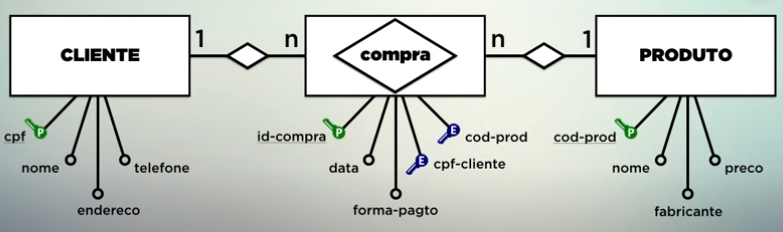 CLIENTE
1
n
compra
n
1
PRODUTO
cpf
P
nome
endereco
telefone
id-compra
P
data
forma-pagto
E
cpf-cliente
E
cod-prod
cod-prod
P
nome
fabricante
preco